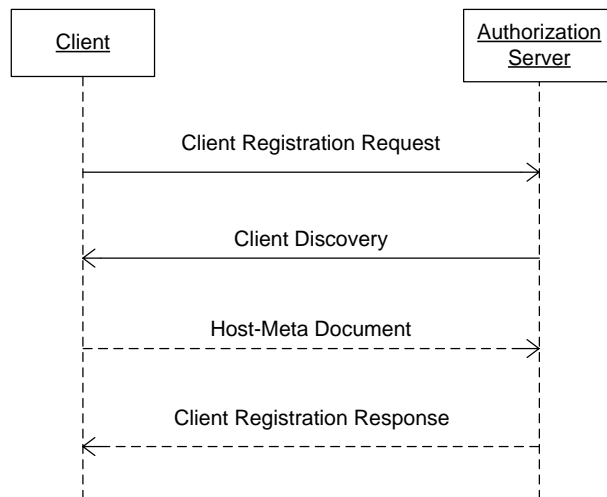 Client
Authorization
Server
Client Registration Request
Client Discovery
Host-Meta Document
Client Registration Response